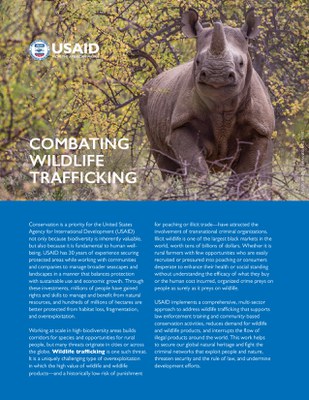 USAID
FROM THE AMERICAN PEOPLE
COMBATING
WILDLIFE
TRAFFICKING
Conservation is a priority for the United States
Agency for International Development (USAID)
not only because biodiversity is inherently valuable,
but also because it is fundamental to human well-
being. USAID has 30 years of experience securing
protected areas while working with communities
and companies to manage broader seascapes and
landscapes in a manner that balances protection
with sustainable use and economic growth. Through
these investments, millions of people have gained
rights and skills to manage and benefit from natural
resources, and hundreds of millions of hectares are
better protected from habitat loss, fragmentation,
and overexploitation.
Working at scale in high biodiversity areas builds
corridors for species and opportunities for rural
people, but many threats originate in cities or across
the globe. Wildlife trafficking is one such threat.
It is a uniquely challenging type of overexploitation
in which the high value of wildlife and wildlife
products—and a historically low-risk of punishment
for poaching or illicit trade—have attracted the
involvement of transnational criminal organizations.
Illicit wildlife is one of the largest black markets in the
world, worth tens of billions of dollars. Whether it is
rural farmers with few opportunities who are easily
recruited or pressured into poaching or consumers
desperate to enhance their health or social standing
without understanding the efficacy of what they buy
or the human cost incurred, organized crime preys on
people as surely as it preys on wildlife.
USAID implements a comprehensive, multi-sector
approach to address wildlife trafficking that supports
law enforcement training and community-based
conservation activities, reduces demand for wildlife
and wildlife products, and interrupts the flow of
illegal products around the world. This work helps
to secure our global natural heritage and fight the
criminal networks that exploit people and nature,
threaten security and the rule of law, and undermine
development efforts.